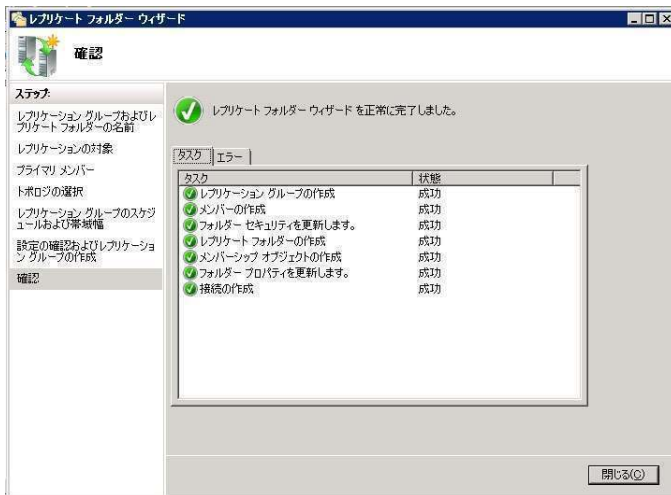 レプリケート フォルダー ウィザード
確認
ステップ:
レプリケーション グループおよびレ
プリケート フォルダーの名前
レプリケーションの対象
プライマリ メンバー
トポロジの選択
レプリケーション グループのスケジ
ュールおよび帯域幅
設定の確認およびレプリケーショ
ン グループの作成
確認
レプリケート フォルダー ウィザード を正常に完了しました。
タスク エラー
タスク 状態
レプリケーション グループの作成 成功
メンバーの作成 成功
フォルダー セキュリティを更新します。 成功
レプリケート フォルダーの作成 成功
メンバーシップ オブジェクトの作成 成功
フォルダー プロパティを更新します。 成功
接続の作成 成功
閉じる(C)